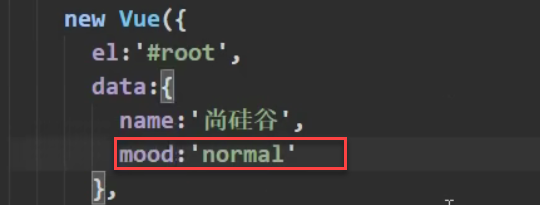 new Vue({
el:'#root',
data:{
name:'尚硅谷',
mood:'normal'
},